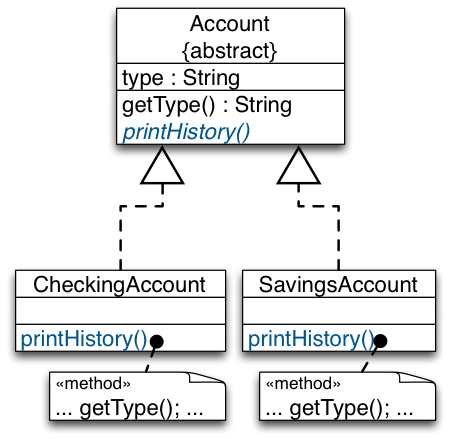 Account
{abstract}
type : String
getType() : String
printHistory()
CheckingAccount
printHistory()
«method»
... getType(); ...
SavingsAccount
printHistory()
«method»
... getType(); ...